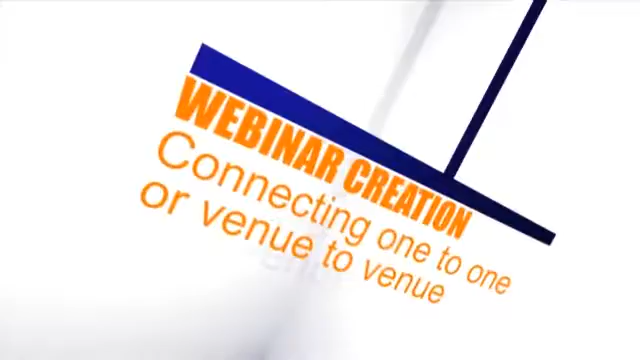 WEBINAR CREATION
Connecting one to one
or venue to venue